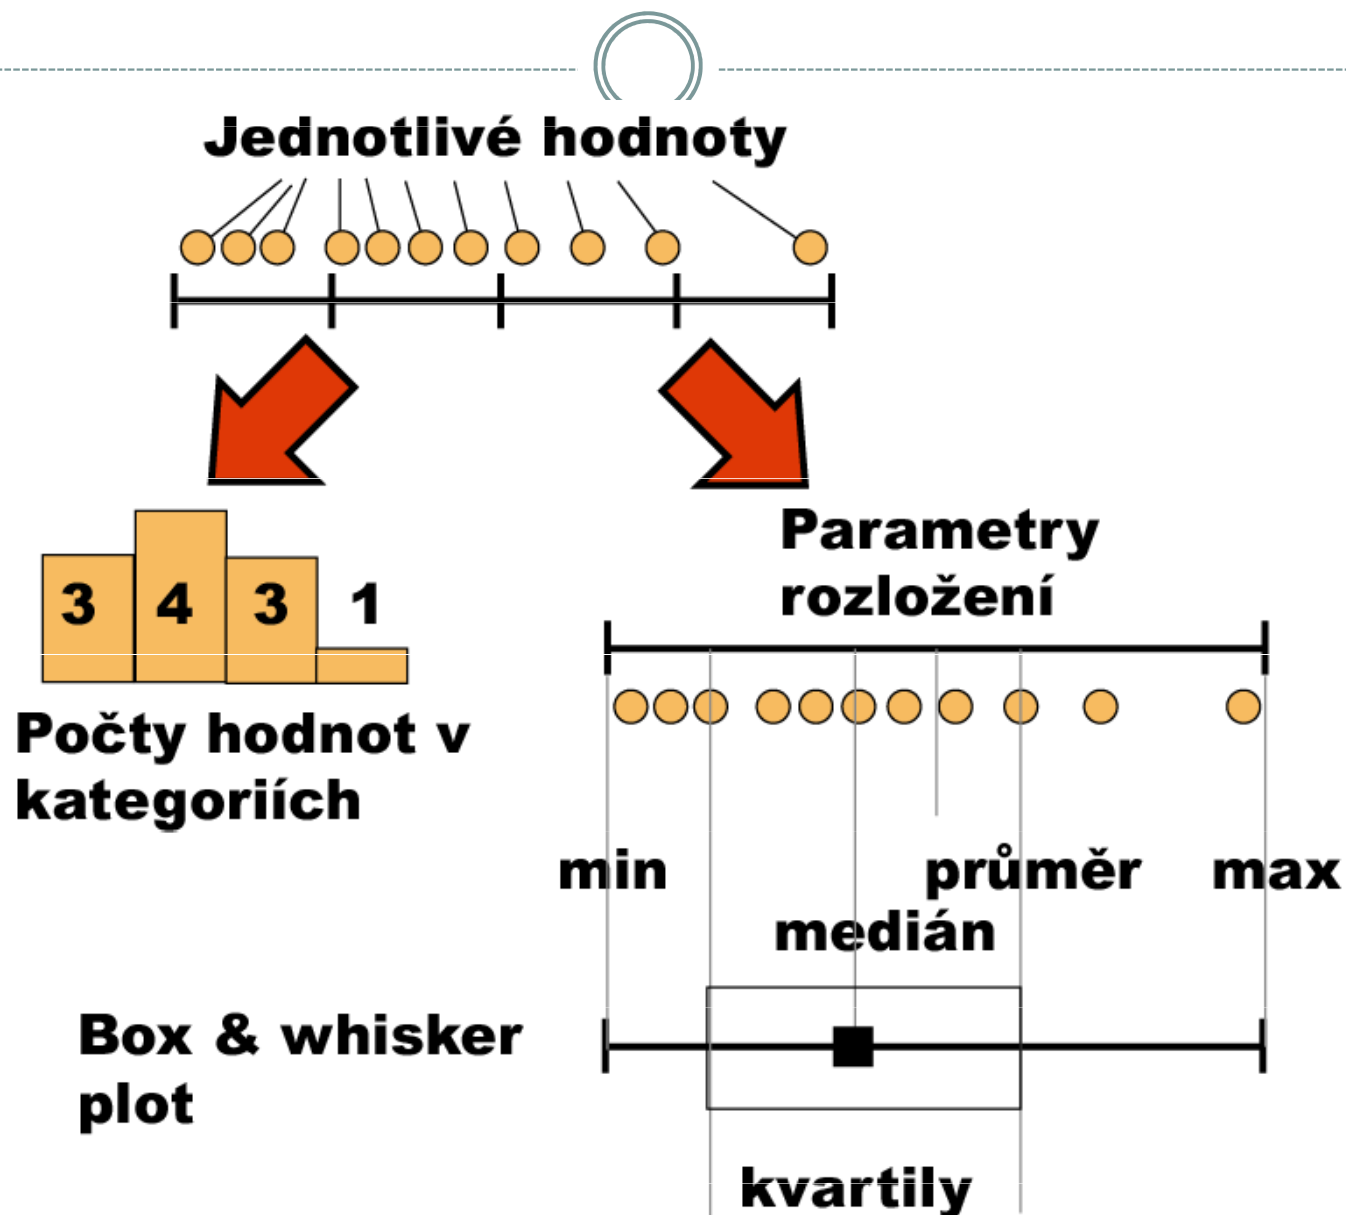 Jednotlivé hodnoty
3 4 3 1
Počty hodnot v
kategoriích
Parametry
rozložení
min průměr max
medián
Box & whisker
plot
kvartily